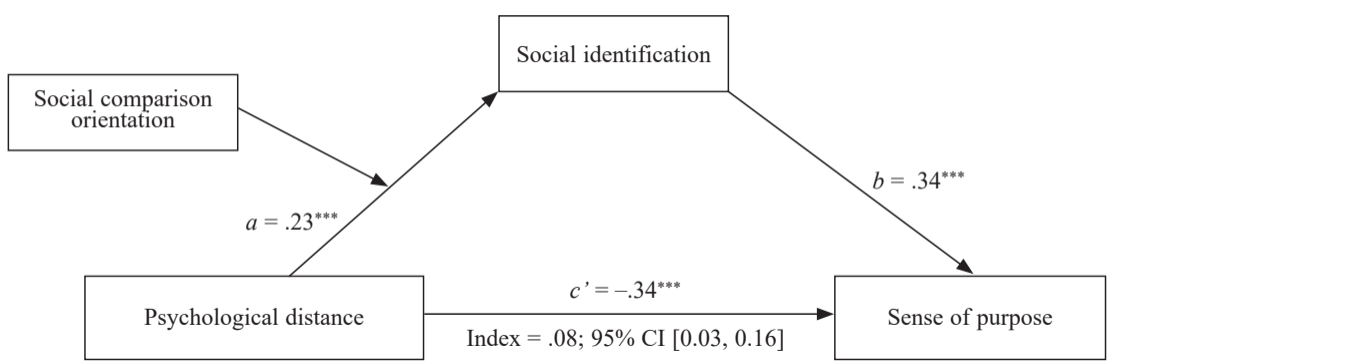 Social identification
Social comparison
orientation
b = .34***
a = .23***
c’ = –.34***
Psychological distance
Sense of purpose
Index = .08; 95% CI [0.03, 0.16]